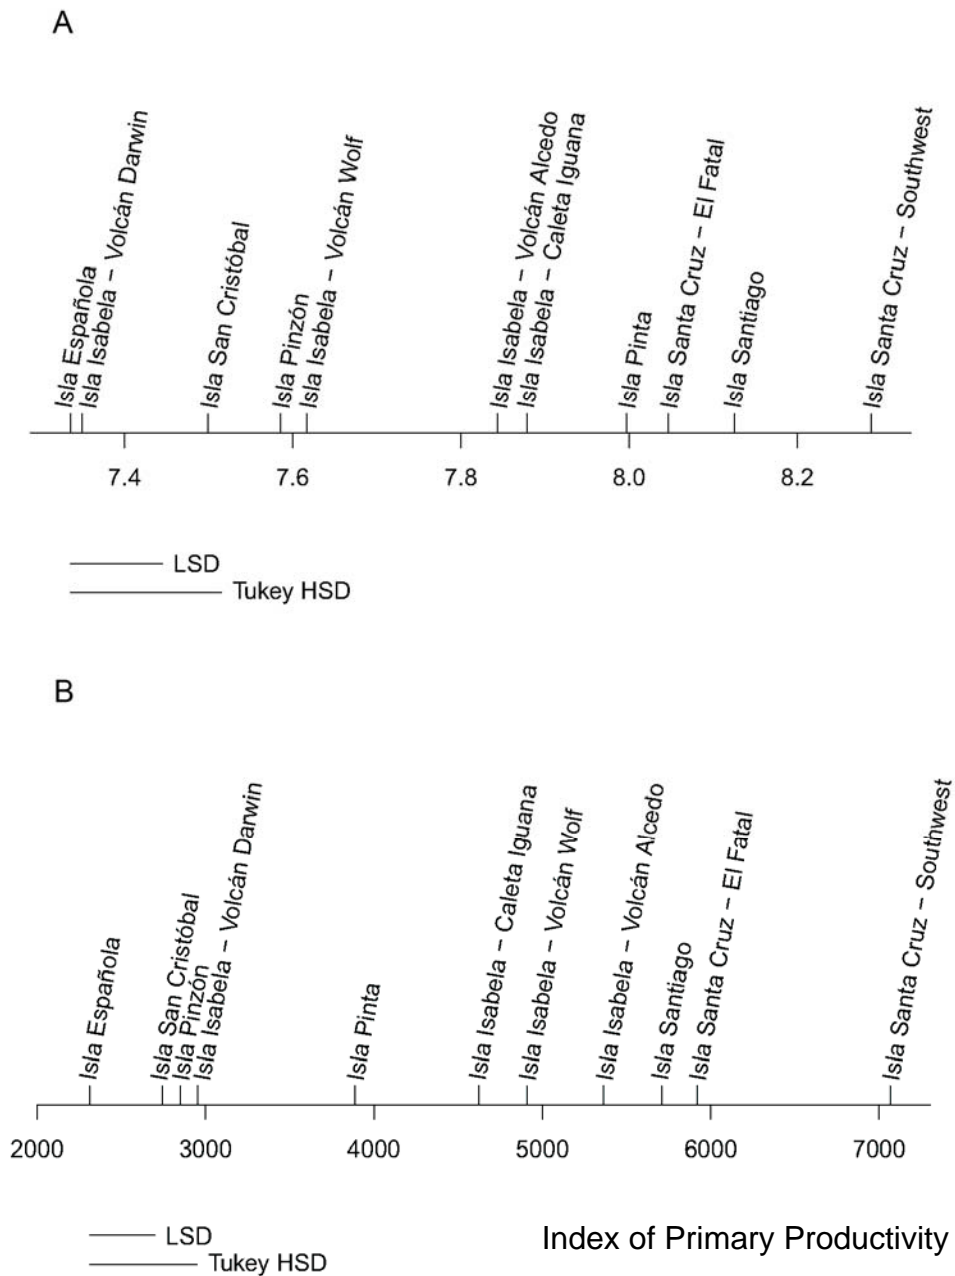 A
Isla Española
Isla Isabela – Volcán Darwin
Isla San Cristóbal
Isla Pinzón
Isla Isabela – Volcán Wolf
Isla Isabela – Volcán Alcedo
Isla Isabela – Caleta Iguana
Isla Pinta
Isla Santa Cruz – El Fatal
Isla Santiago
Isla Santa Cruz – Southwest
7.4 7.6 7.8 8.0 8.2
LSD
Tukey HSD
B
Isla Española
Isla San Cristóbal
Isla Pinzón
Isla Isabela – Volcán Darwin
Isla Pinta
Isla Isabela – Caleta Iguana
Isla Isabela – Volcán Wolf
Isla Isabela – Volcán Alcedo
Isla Santiago
Isla Santa Cruz – El Fatal
Isla Santa Cruz – Southwest
2000 3000 4000 5000 6000 7000
LSD
Tukey HSD
Index of Primary Productivity